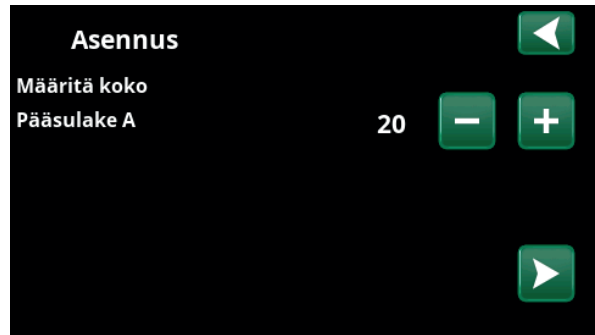 Asennus
Määritä koko
Pääsulake A 20 − +